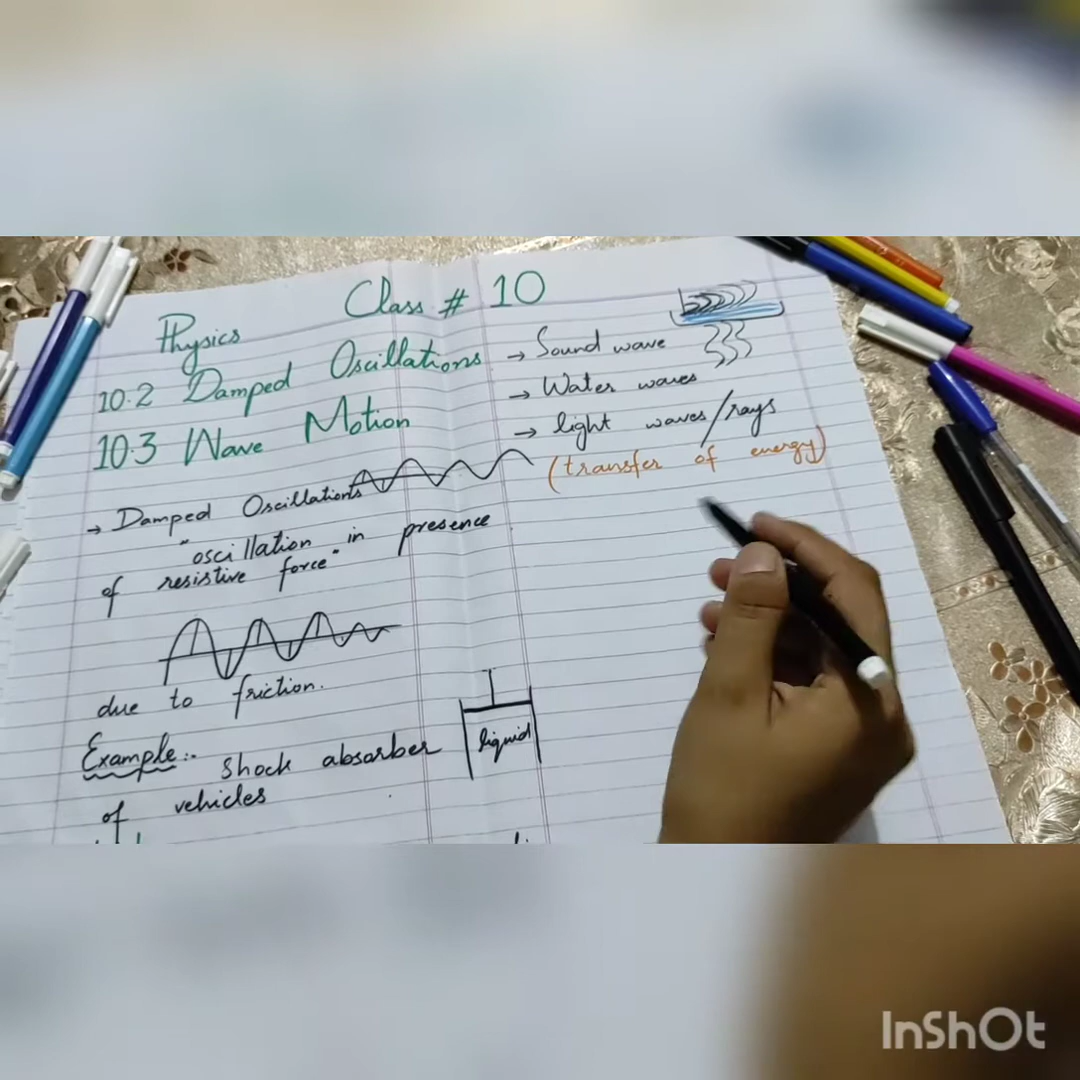 Class # 10
Physics
10.2 Damped Oscillations
10.3 Wave Motion
→ Damped Oscillations
"oscillation in presence
of resistive force"
due to friction.
Example:- Shock absorber
of vehicles
liquid
→ Sound wave
→ Water waves
→ light waves/rays
(transfer of energy)
InShOt